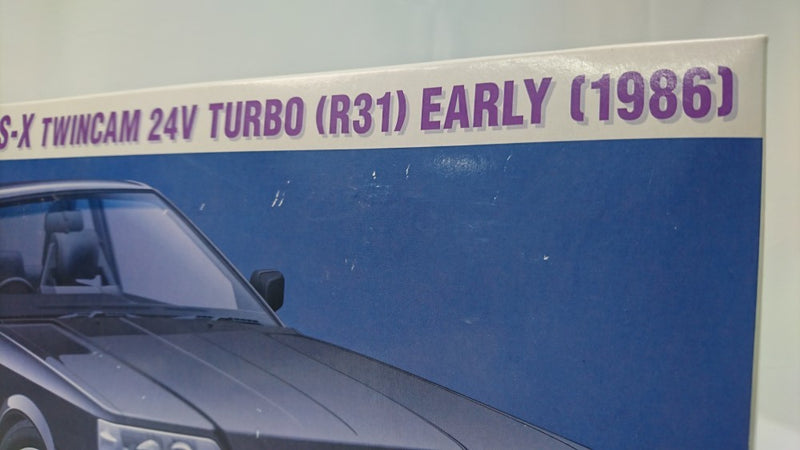 S-X TWINCAM 24V TURBO (R31) EARLY (1986)